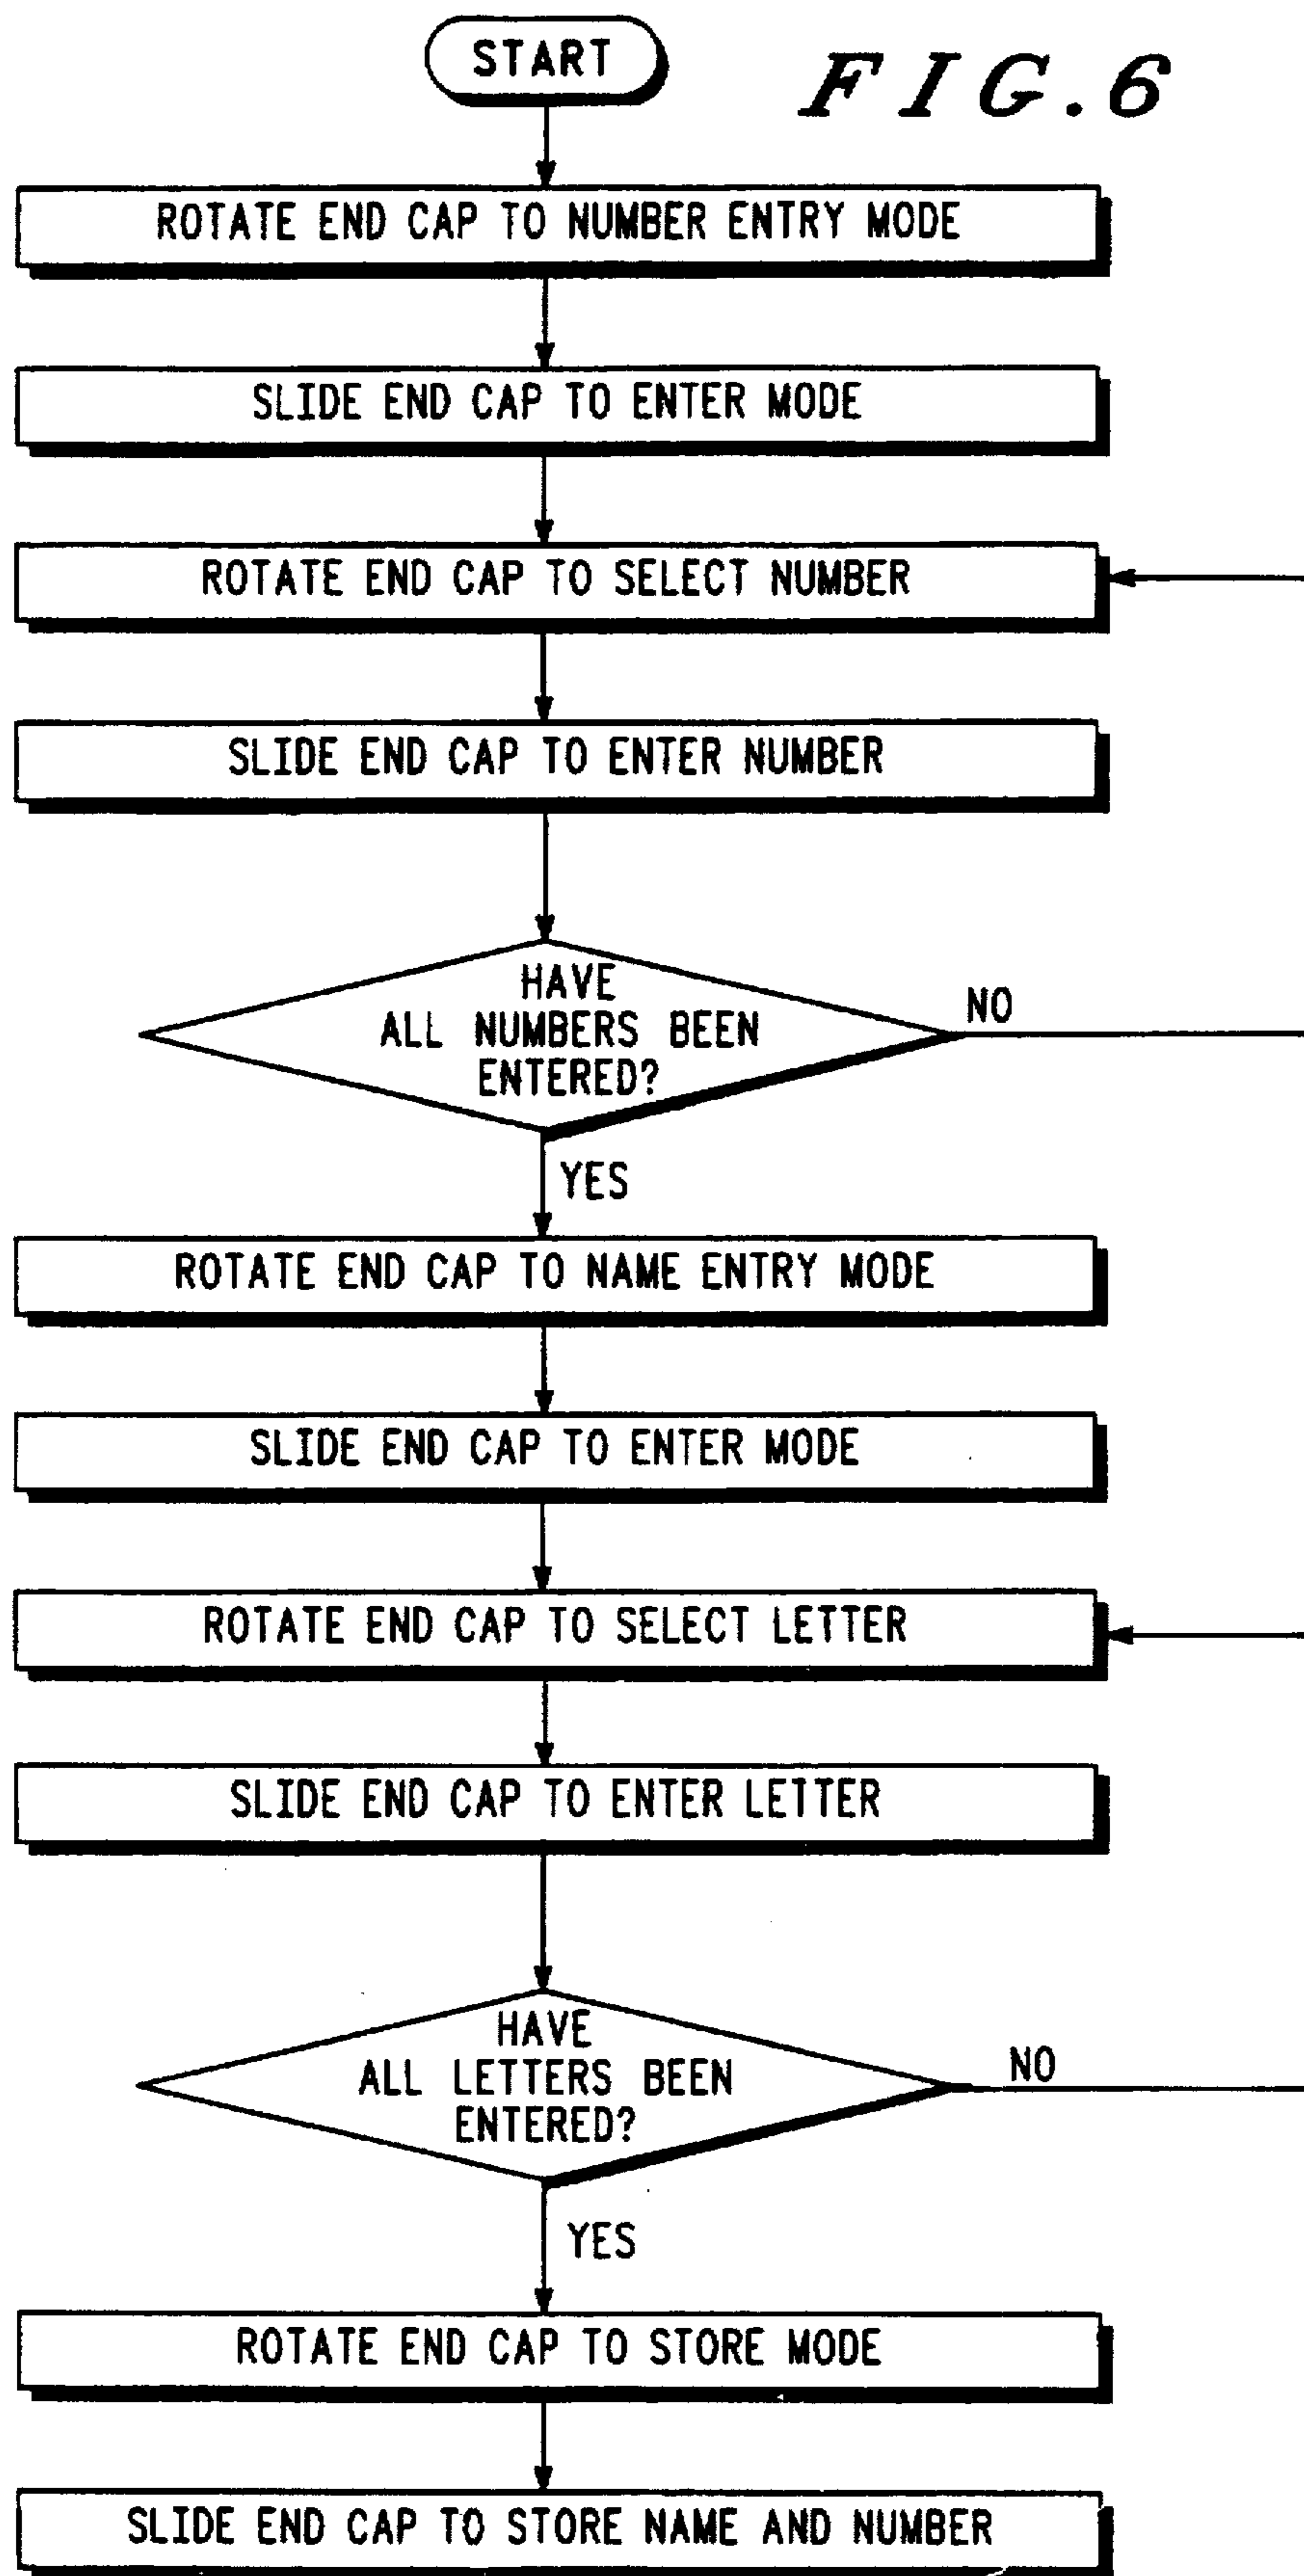 START
FIG.6
ROTATE END CAP TO NUMBER ENTRY MODE
SLIDE END CAP TO ENTER MODE
ROTATE END CAP TO SELECT NUMBER
SLIDE END CAP TO ENTER NUMBER
HAVE
ALL NUMBERS BEEN
ENTERED?
NO
YES
ROTATE END CAP TO NAME ENTRY MODE
SLIDE END CAP TO ENTER MODE
ROTATE END CAP TO SELECT LETTER
SLIDE END CAP TO ENTER LETTER
HAVE
ALL LETTERS BEEN
ENTERED?
NO
YES
ROTATE END CAP TO STORE MODE
SLIDE END CAP TO STORE NAME AND NUMBER